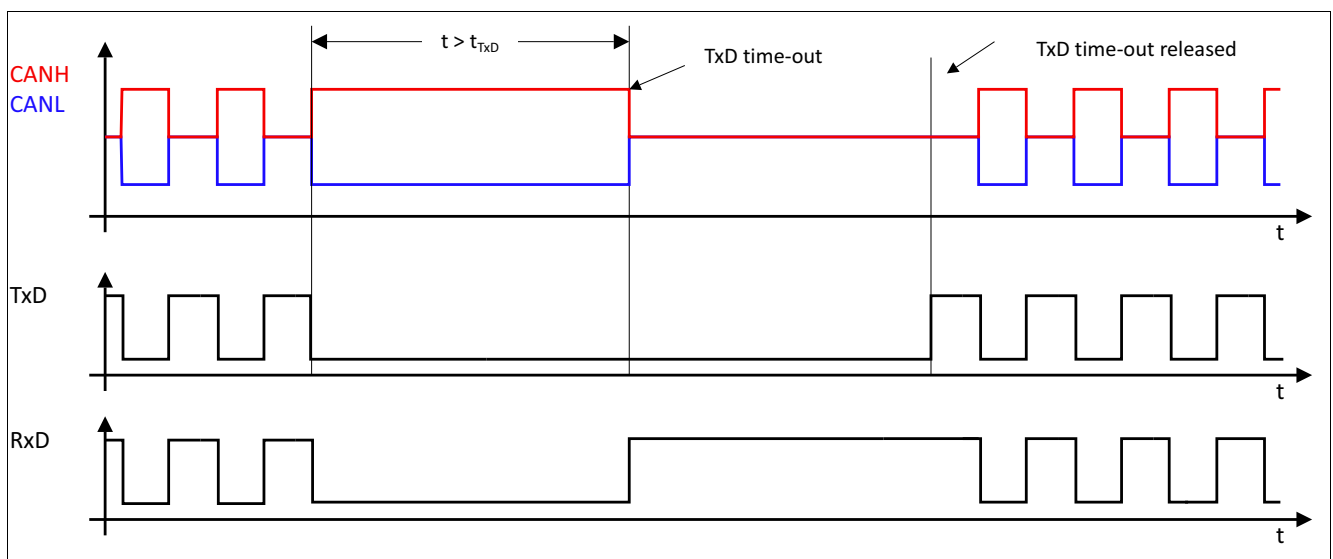 t > tTxD
TxD time-out
TxD time-out released
CANH
CANL
t
TxD
t
RxD
t